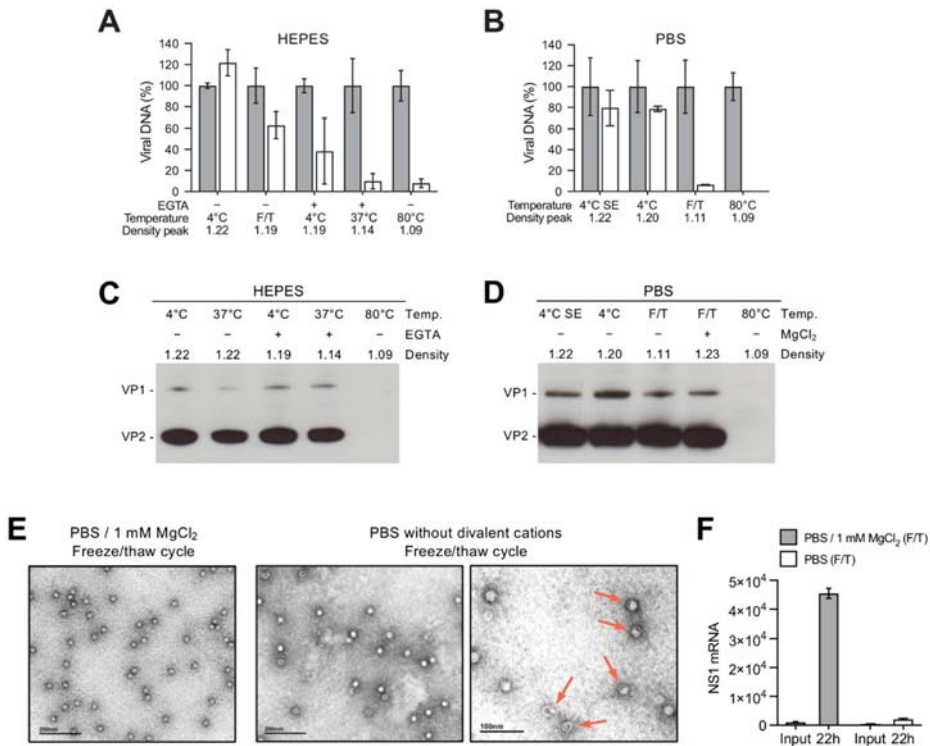 A
HEPES
Viral DNA (%)
140
120
100
80
60
40
20
0
EGTA – – + + –
Temperature 4°C F/T 4°C 37°C 80°C
Density peak 1.22 1.19 1.19 1.14 1.09
B
PBS
Viral DNA (%)
140
120
100
80
60
40
20
0
Temperature 4°C SE 4°C F/T 80°C
Density peak 1.22 1.20 1.11 1.09
C
HEPES
4°C 37°C 4°C 37°C 80°C Temp.
– – + + – EGTA
1.22 1.22 1.19 1.14 1.09 Density
VP1 -
VP2 -
D
PBS
4°C SE 4°C F/T F/T 80°C Temp.
– – – + – MgCl₂
1.22 1.20 1.11 1.23 1.09 Density
VP1 -
VP2 -
E
PBS / 1 mM MgCl₂
Freeze/thaw cycle
PBS without divalent cations
Freeze/thaw cycle
200nm
200nm
100nm
F
PBS / 1 mM MgCl₂ (F/T)
PBS (F/T)
NS1 mRNA
5×10⁴
4×10⁴
3×10⁴
2×10⁴
1×10⁴
0
Input 22h Input 22h